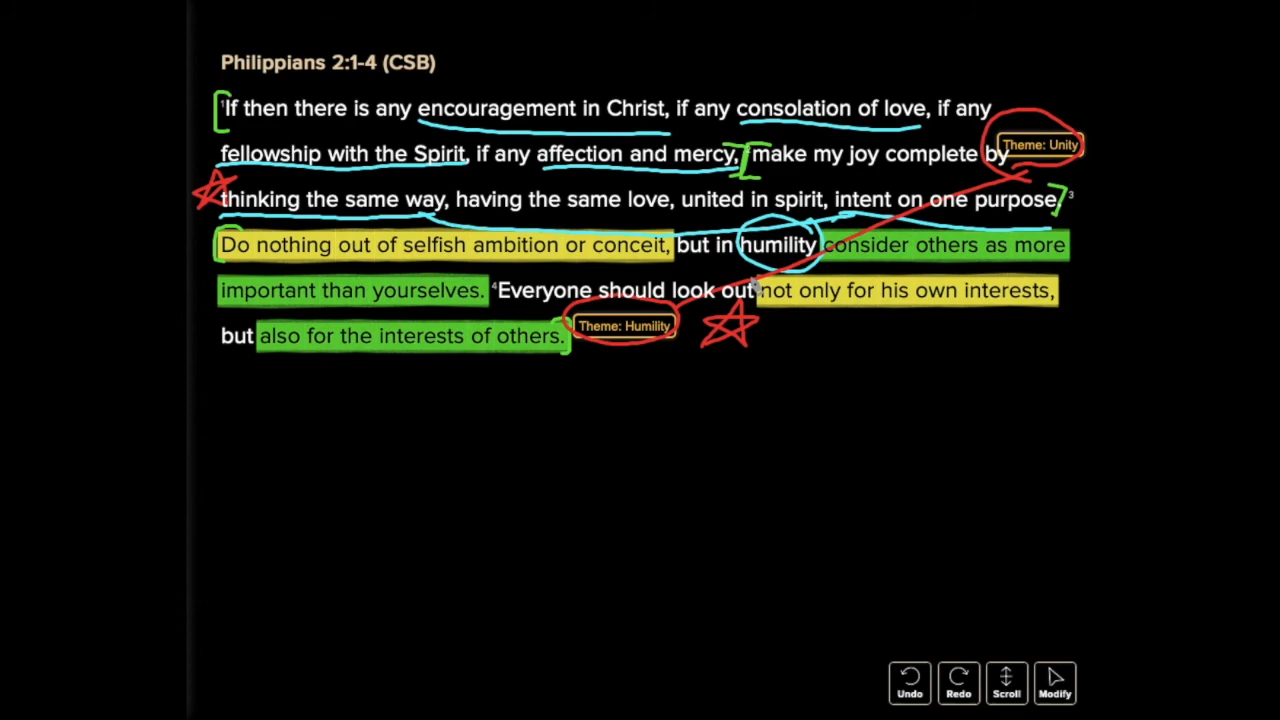 Philippians 2:1-4 (CSB)
1If then there is any encouragement in Christ, if any consolation of love, if any
fellowship with the Spirit, if any affection and mercy, make my joy complete by
Theme: Unity
thinking the same way, having the same love, united in spirit, intent on one purpose. 3
Do nothing out of selfish ambition or conceit, but in humility consider others as more
important than yourselves. 4Everyone should look out not only for his own interests,
but also for the interests of others.
Theme: Humility
Undo Redo Scroll Modify